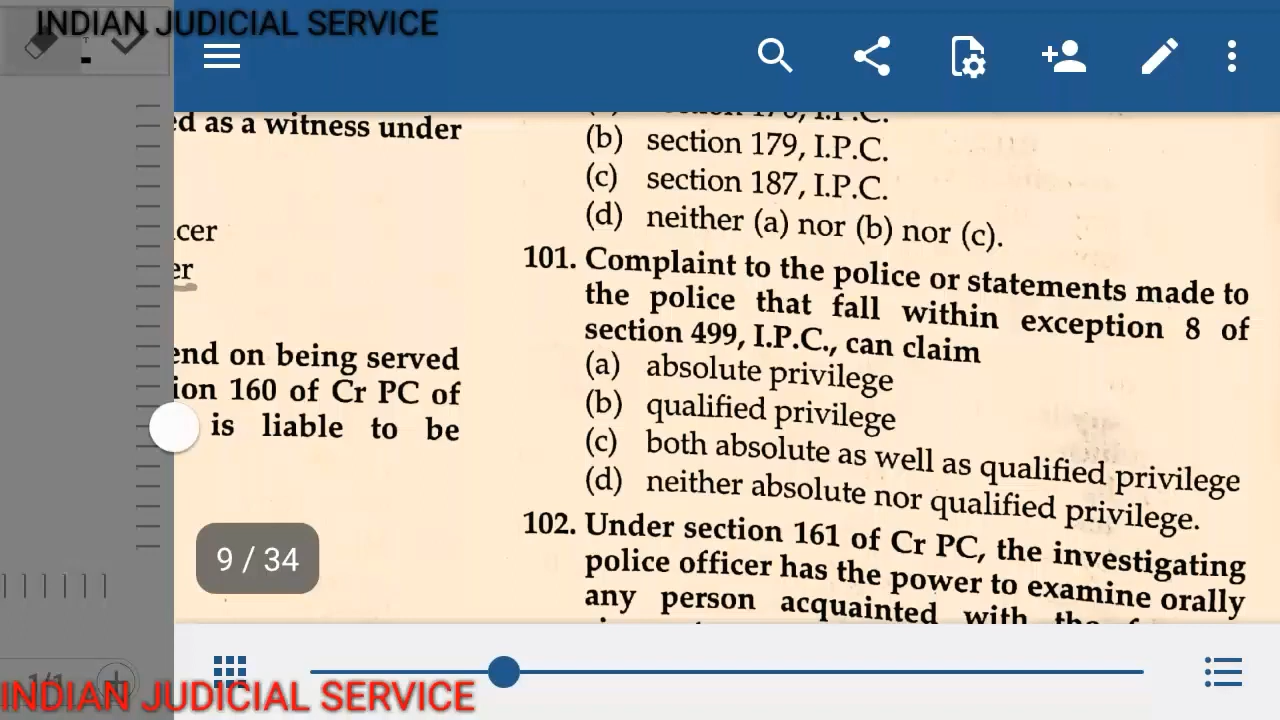 INDIAN JUDICIAL SERVICE
ed as a witness under
er
end on being served
ion 160 of Cr PC of
is liable to be
I.P.C.
(b) section 179, I.P.C.
(c) section 187, I.P.C.
(d) neither (a) nor (b) nor (c).
101. Complaint to the police or statements made to
the police that fall within exception 8 of
section 499, I.P.C., can claim
(a) absolute privilege
(b) qualified privilege
(c) both absolute as well as qualified privilege
(d) neither absolute nor qualified privilege.
102. Under section 161 of Cr PC, the investigating
police officer has the power to examine orally
any person acquainted with the
9 / 34
1/1
INDIAN JUDICIAL SERVICE